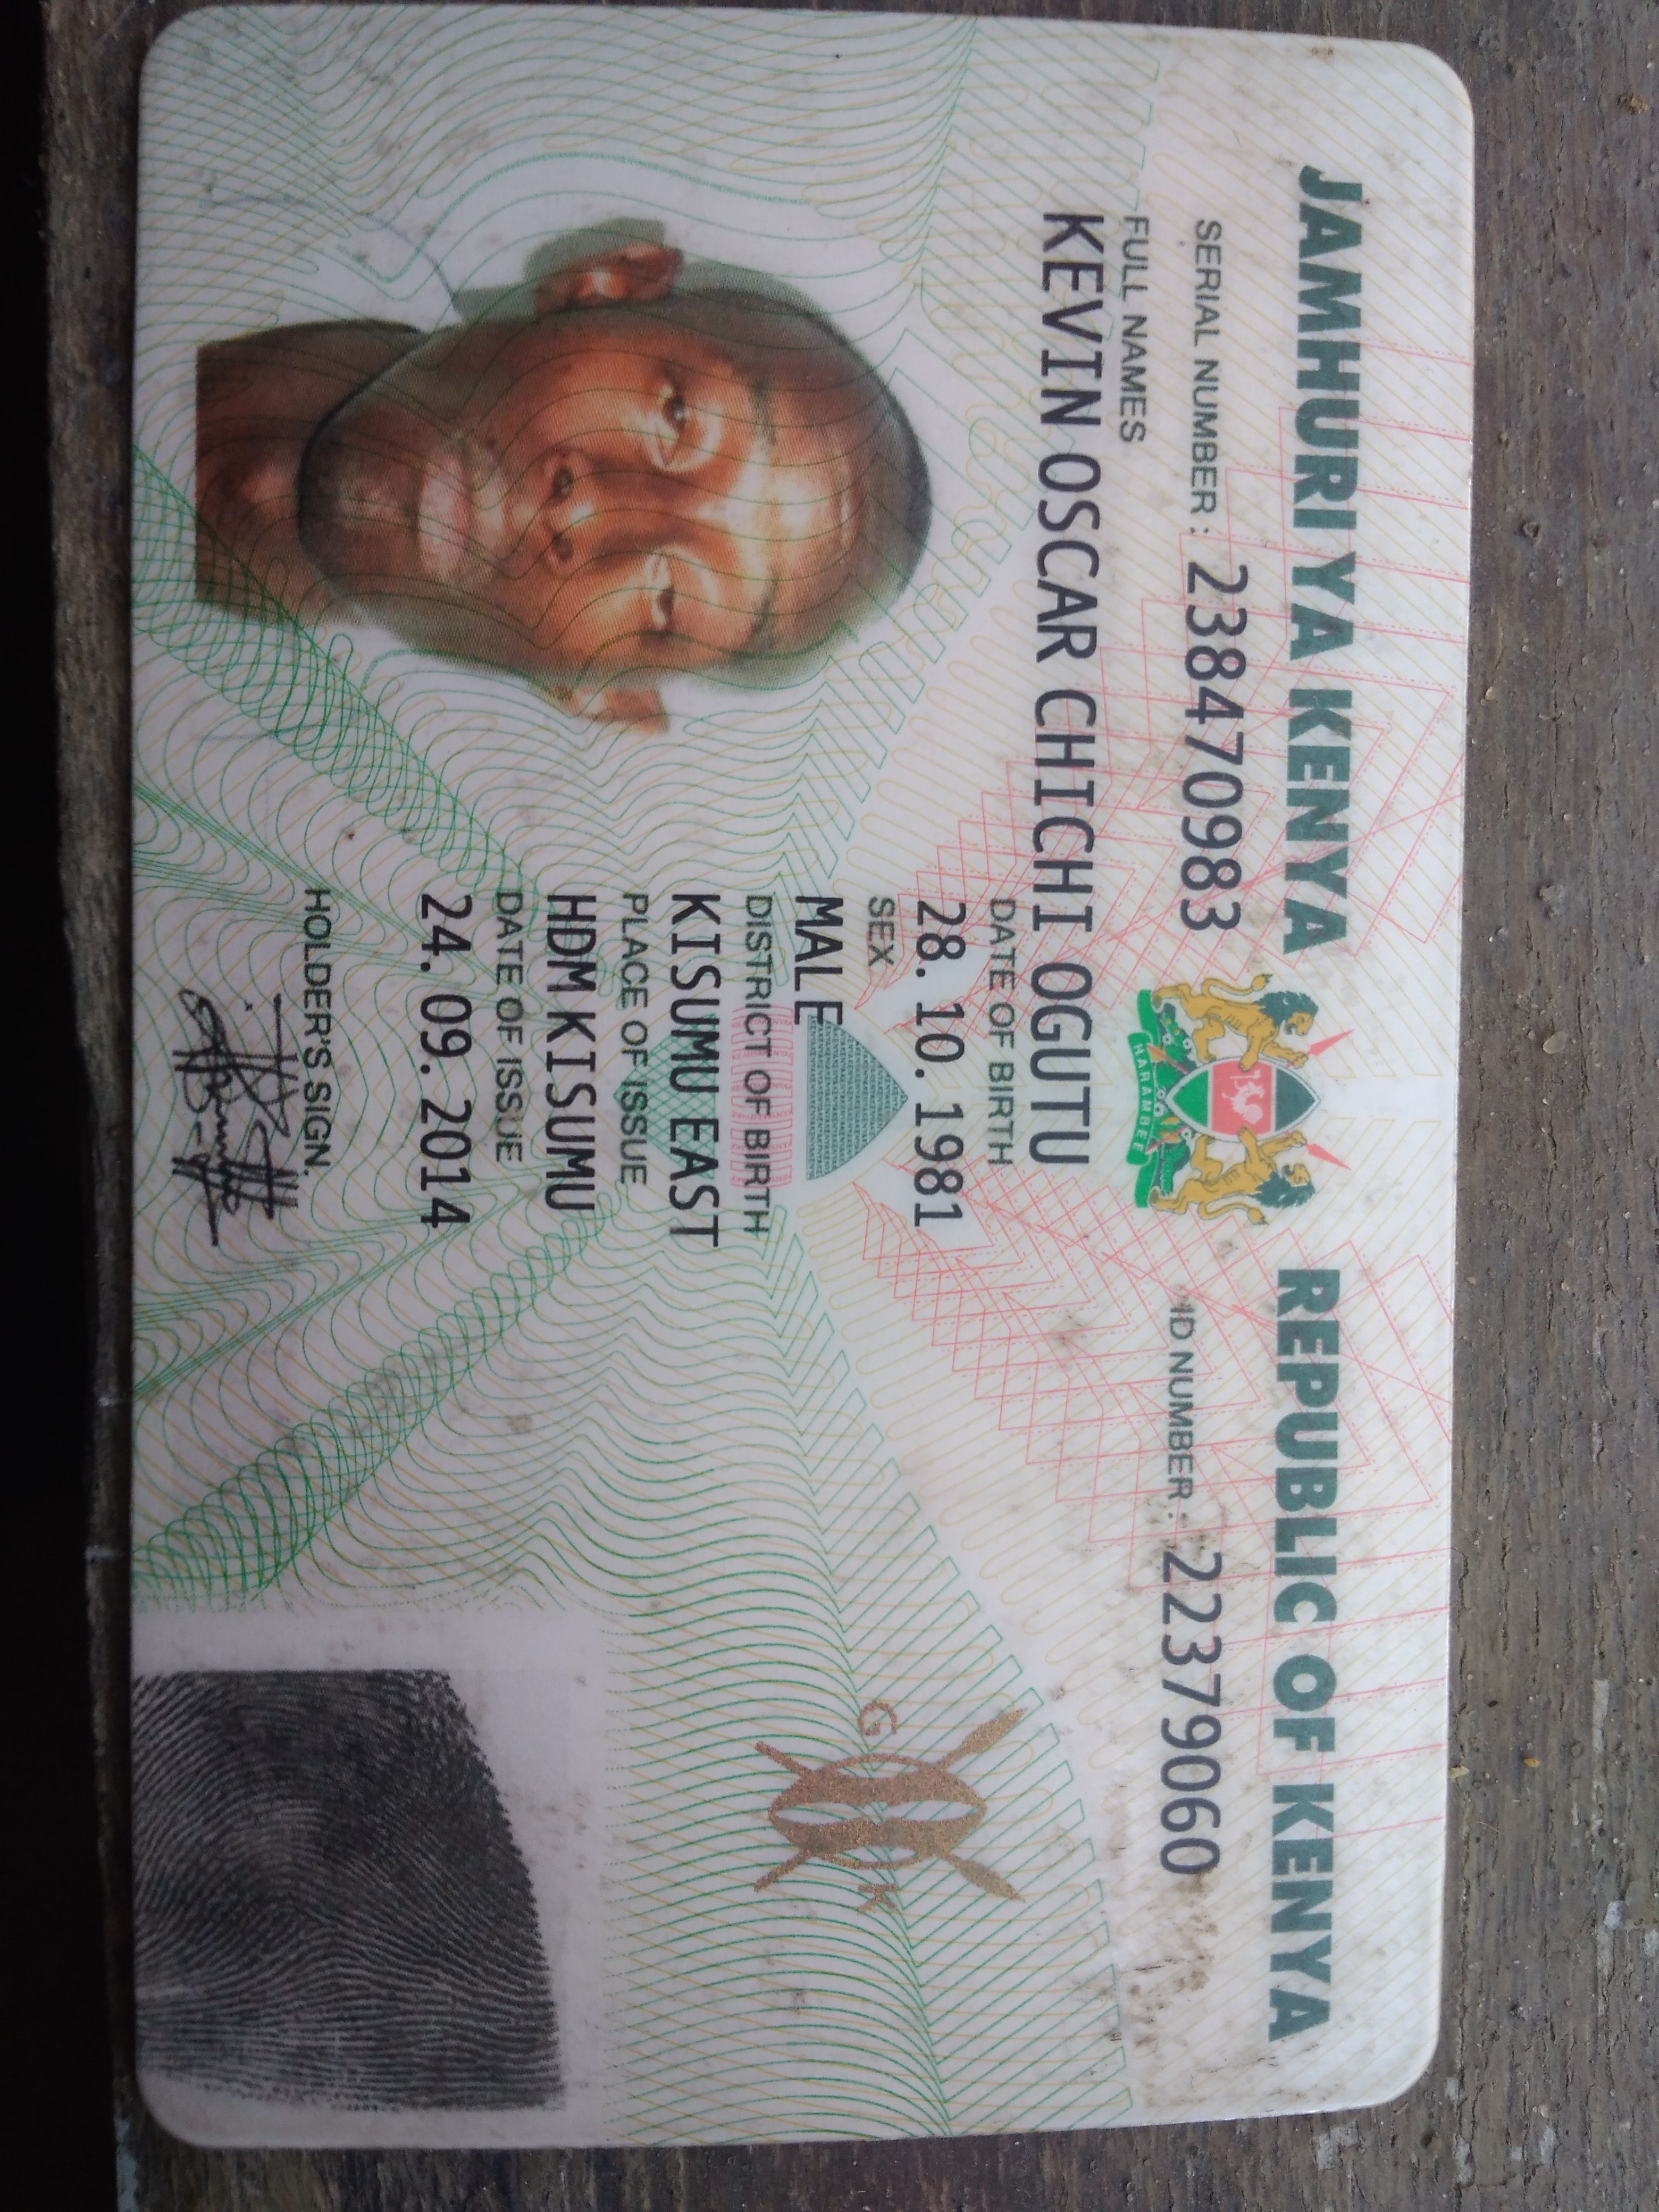 JAMHURI YA KENYA REPUBLIC OF KENYA
SERIAL NUMBER : 238470983 ID NUMBER : 22379060
HARAMBEE
FULL NAMES
KEVIN OSCAR CHICHI OGUTU
DATE OF BIRTH
28. 10. 1981
SEX
MALE
DISTRICT OF BIRTH
KISUMU EAST
PLACE OF ISSUE
HDM KISUMU
DATE OF ISSUE
24. 09. 2014
HOLDER'S SIGN.
G K